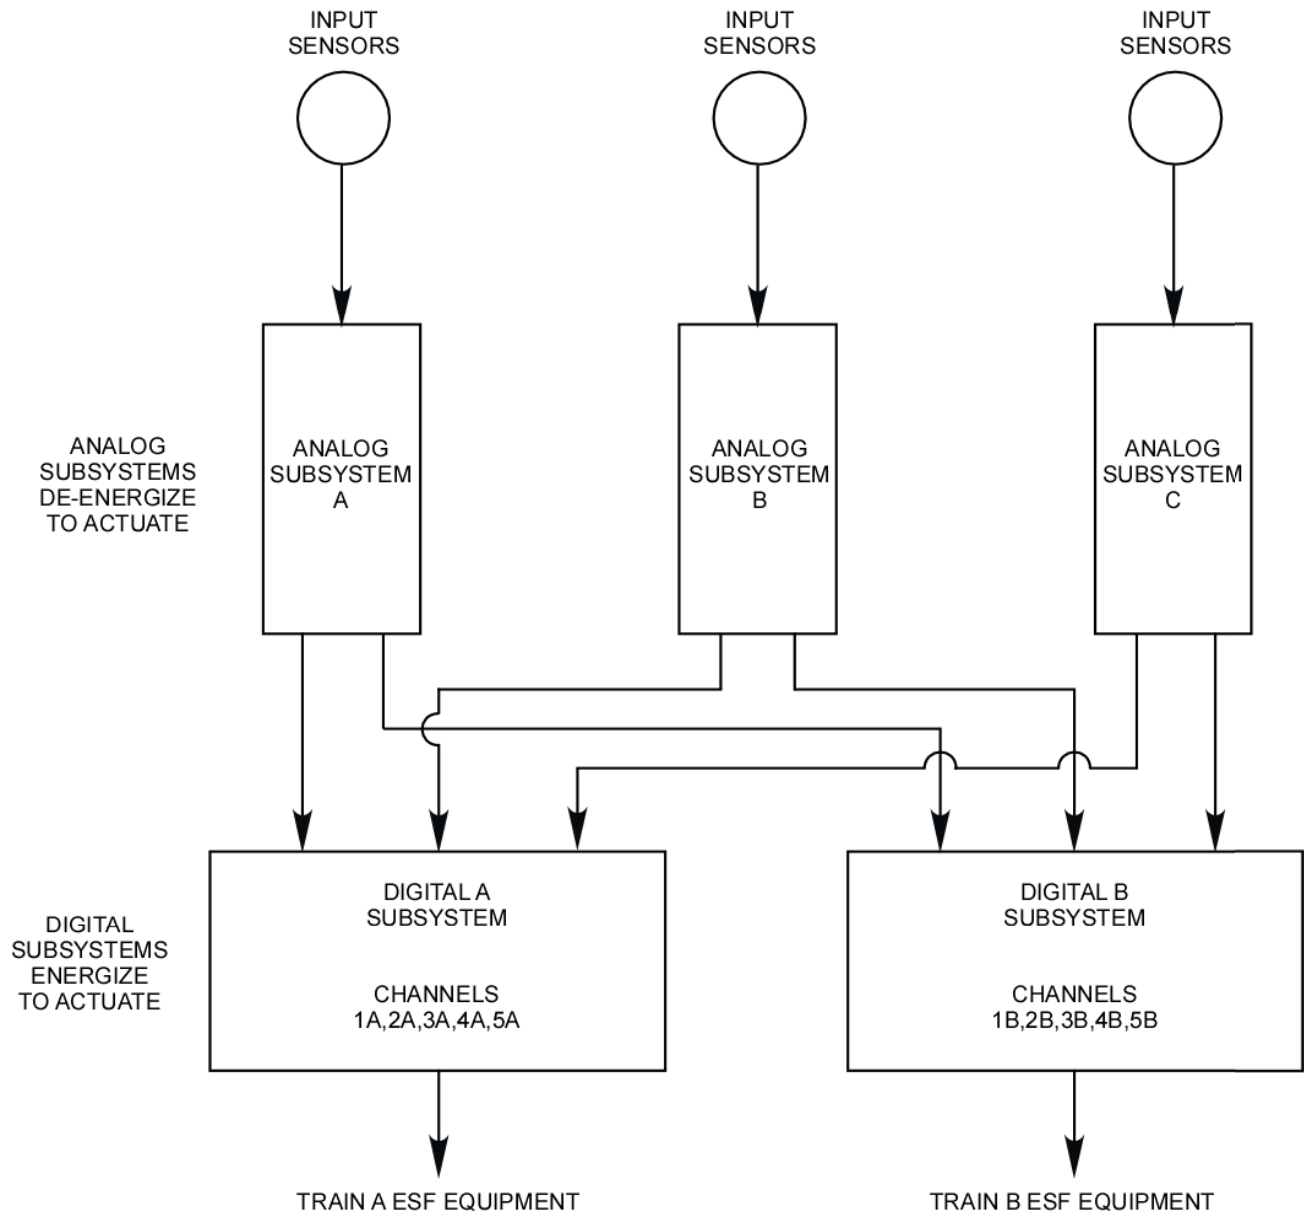 INPUT
SENSORS
INPUT
SENSORS
INPUT
SENSORS
ANALOG
SUBSYSTEMS
DE-ENERGIZE
TO ACTUATE
ANALOG
SUBSYSTEM
A
ANALOG
SUBSYSTEM
B
ANALOG
SUBSYSTEM
C
DIGITAL
SUBSYSTEMS
ENERGIZE
TO ACTUATE
DIGITAL A
SUBSYSTEM
CHANNELS
1A,2A,3A,4A,5A
DIGITAL B
SUBSYSTEM
CHANNELS
1B,2B,3B,4B,5B
TRAIN A ESF EQUIPMENT
TRAIN B ESF EQUIPMENT